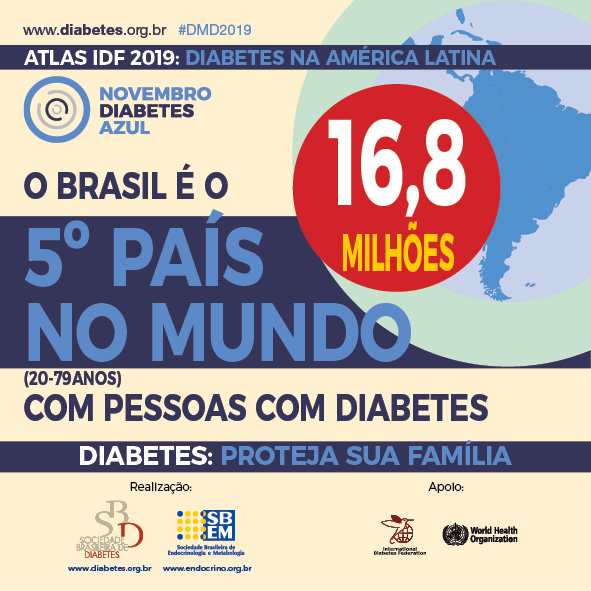 www.diabetes.org.br #DMD2019
ATLAS IDF 2019: DIABETES NA AMÉRICA LATINA
NOVEMBRO
DIABETES
AZUL
16,8
MILHÕES
O BRASIL É O
5º PAÍS
NO MUNDO
(20-79ANOS)
COM PESSOAS COM DIABETES
DIABETES: PROTEJA SUA FAMÍLIA
Realização:
Apoio:
SBD
SOCIEDADE
BRASILEIRA DE
DIABETES
www.diabetes.org.br
SB
EM
Sociedade Brasileira de
Endocrinologia e Metabologia
www.endocrino.org.br
International
Diabetes Federation
World Health
Organization